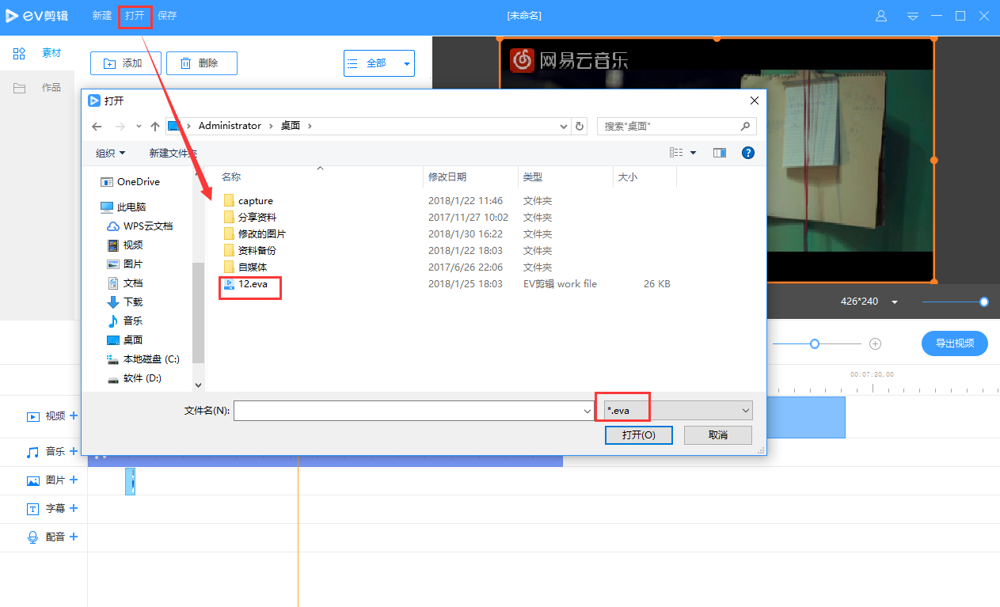 EV剪辑 新建 打开 保存 [未命名]
素材 添加 删除 全部
作品
网易云音乐
打开
Administrator 桌面 搜索"桌面"
组织 新建文件夹
名称 修改日期 类型 大小
OneDrive
此电脑
WPS云文档
视频
图片
文档
下载
音乐
桌面
本地磁盘 (C:)
软件 (D:)
capture 2018/1/22 11:46 文件夹
分享资料 2017/11/27 10:02 文件夹
修改的图片 2018/1/30 16:22 文件夹
资料备份 2018/1/22 18:03 文件夹
自媒体 2017/6/26 22:06 文件夹
12.eva 2018/1/25 18:03 EV剪辑 work file 26 KB
文件名(N): *.eva
打开(O) 取消
426*240
导出视频
00:07:20,00
视频
音乐
图片
字幕
配音